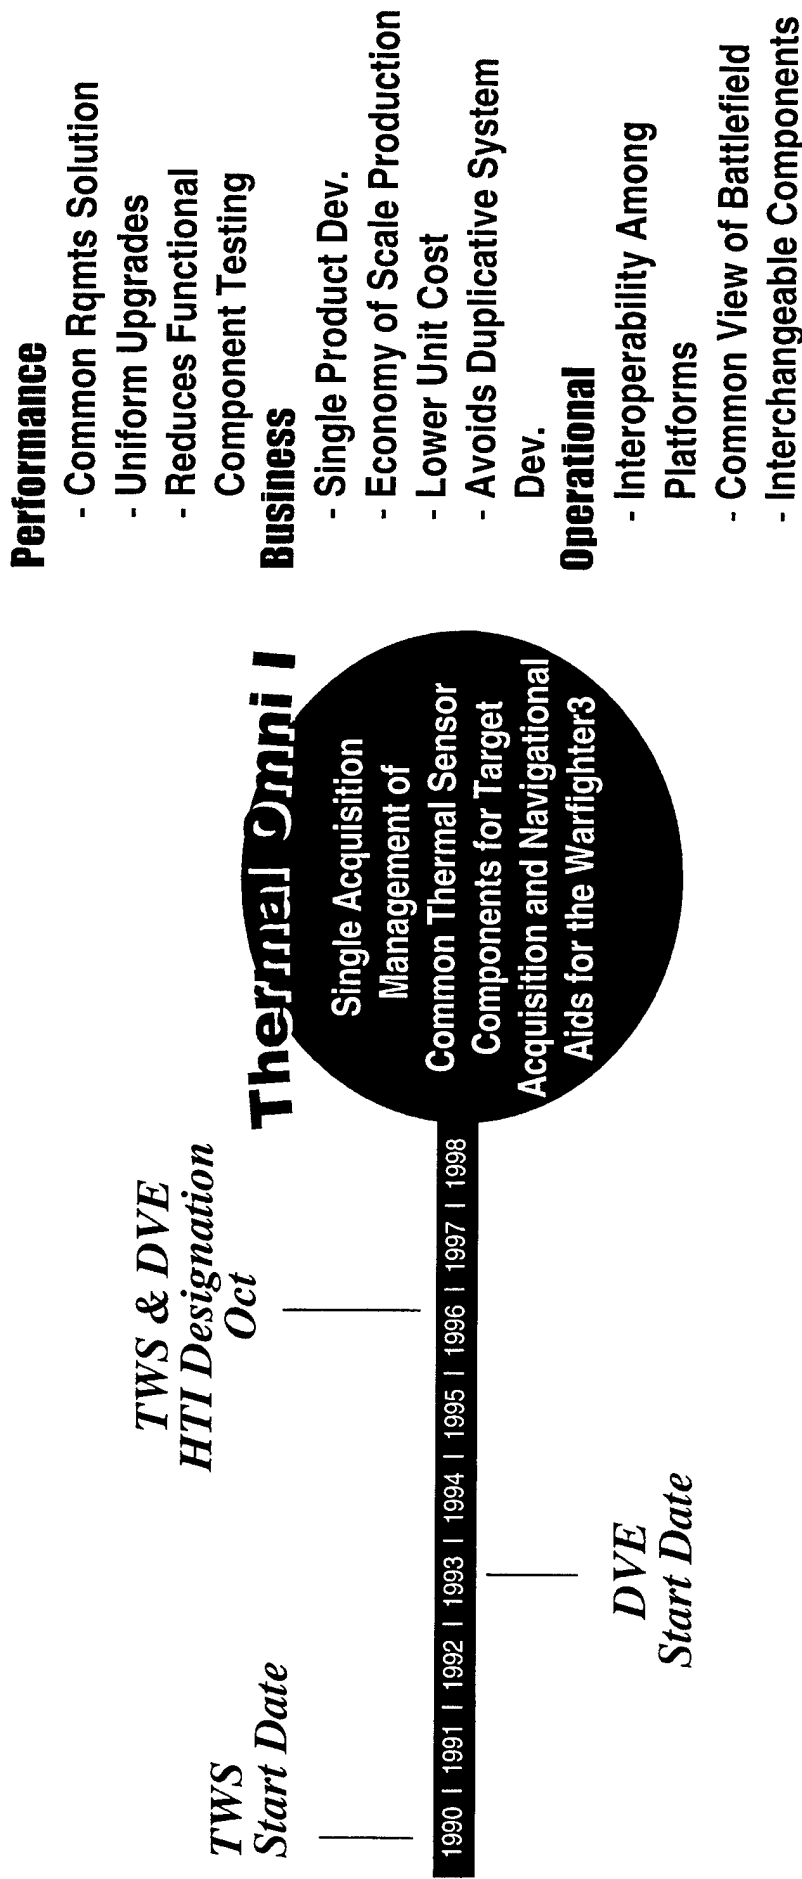 TWS
Start Date
TWS & DVE
HTI Designation
Oct
1990 | 1991 | 1992 | 1993 | 1994 | 1995 | 1996 | 1997 | 1998
DVE
Start Date
Thermal Omni I
Single Acquisition
Management of
Common Thermal Sensor
Components for Target
Acquisition and Navigational
Aids for the Warfighter3
Performance
- Common Rqmts Solution
- Uniform Upgrades
- Reduces Functional
Component Testing
Business
- Single Product Dev.
- Economy of Scale Production
- Lower Unit Cost
- Avoids Duplicative System
Dev.
Operational
- Interoperability Among
Platforms
- Common View of Battlefield
- Interchangeable Components